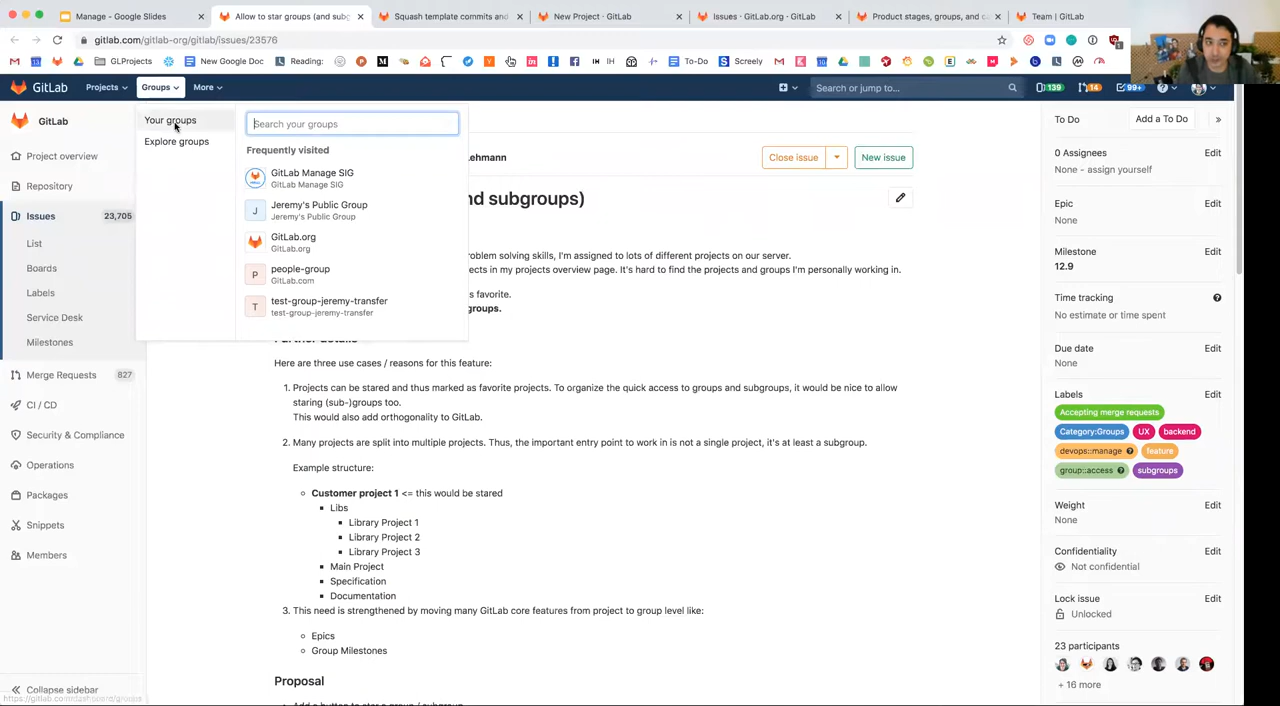 Manage - Google Slides
Allow to star groups (and subg
Squash template commits and
New Project · GitLab
Issues · GitLab.org · GitLab
Product stages, groups, and c
Team | GitLab
gitlab.com/gitlab-org/gitlab/issues/23576
GLProjects
New Google Doc
Reading:
To-Do
Screely
GitLab
Projects
Groups
More
Search or jump to...
139
14
99+
GitLab
Project overview
Repository
Issues
23,705
List
Boards
Labels
Service Desk
Milestones
Merge Requests
827
CI / CD
Security & Compliance
Operations
Packages
Snippets
Members
Collapse sidebar
https://gitlab.com/dashboard/groups
Your groups
Explore groups
Search your groups
Frequently visited
GitLab Manage SIG
GitLab Manage SIG
J
Jeremy's Public Group
Jeremy's Public Group
GitLab.org
GitLab.org
P
people-group
GitLab.com
T
test-group-jeremy-transfer
test-group-jeremy-transfer
ehmann
Close issue
New issue
nd subgroups)
oblem solving skills, I'm assigned to lots of different projects on our server.
ects in my projects overview page. It's hard to find the projects and groups I'm personally working in.
s favorite.
groups.
Here are three use cases / reasons for this feature:
1. Projects can be stared and thus marked as favorite projects. To organize the quick access to groups and subgroups, it would be nice to allow
staring (sub-)groups too.
This would also add orthogonality to GitLab.
2. Many projects are split into multiple projects. Thus, the important entry point to work in is not a single project, it's at least a subgroup.
Example structure:
Customer project 1 <= this would be stared
Libs
Library Project 1
Library Project 2
Library Project 3
Main Project
Specification
Documentation
3. This need is strengthened by moving many GitLab core features from project to group level like:
Epics
Group Milestones
Proposal
Add a button to star a group / subgroup
To Do
Add a To Do
0 Assignees
Edit
None - assign yourself
Epic
Edit
None
Milestone
Edit
12.9
Time tracking
No estimate or time spent
Due date
Edit
None
Labels
Edit
Accepting merge requests
Category:Groups
UX
backend
devops::manage
feature
group::access
subgroups
Weight
Edit
None
Confidentiality
Edit
Not confidential
Lock issue
Edit
Unlocked
23 participants
+ 16 more